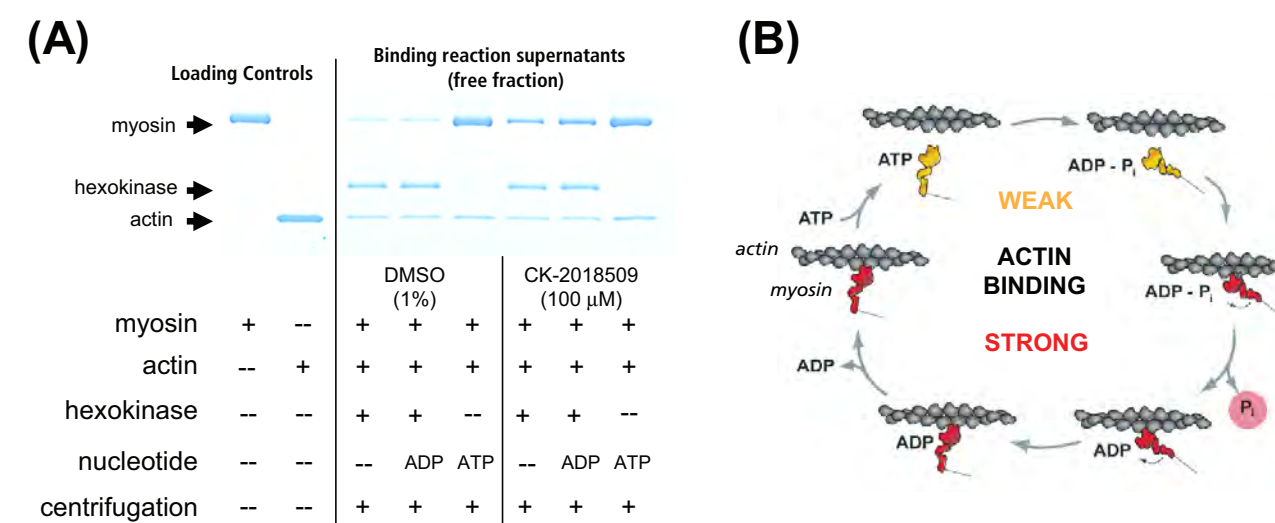 (A)
Loading Controls
Binding reaction supernatants
(free fraction)
myosin
hexokinase
actin
DMSO
(1%)
CK-2018509
(100 µM)
myosin + -- + + + + + +
actin -- + + + + + + +
hexokinase -- -- + + -- + + --
nucleotide -- -- -- ADP ATP -- ADP ATP
centrifugation -- -- + + + + + +
(B)
ATP
ADP - Pi
WEAK
ATP
actin
ACTIN
BINDING
myosin
ADP - Pi
STRONG
ADP
Pi
ADP
ADP